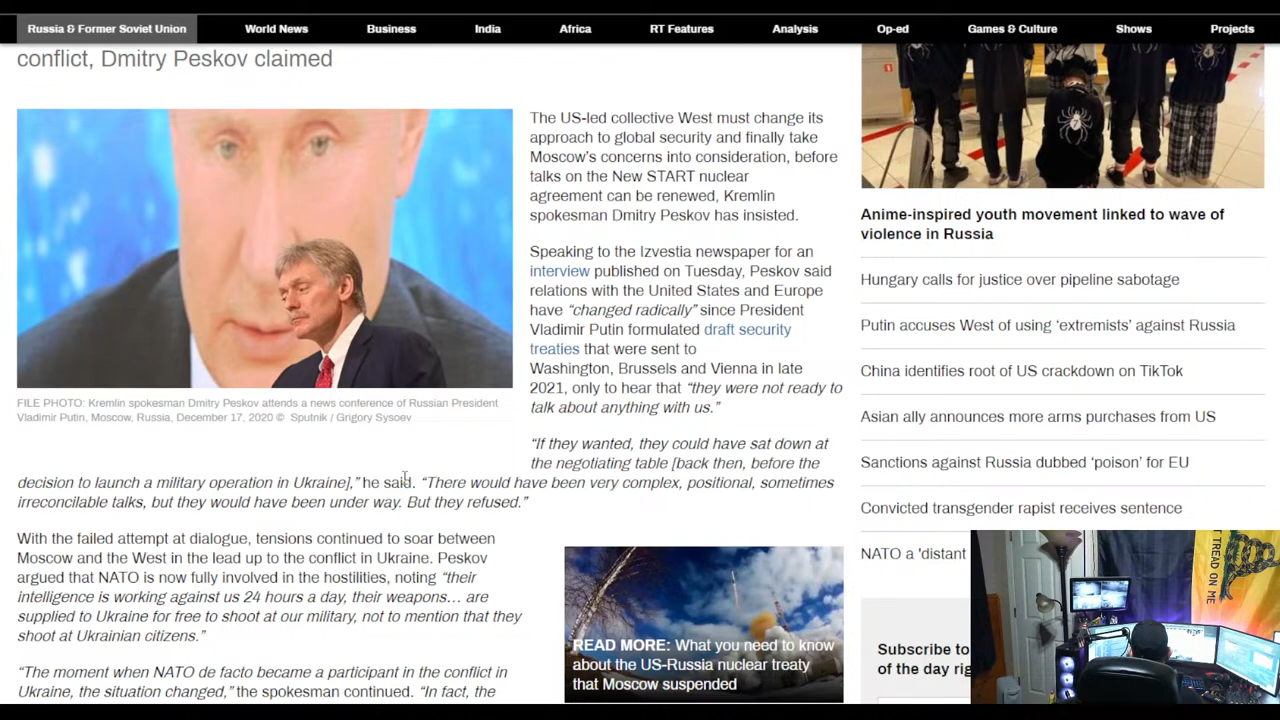 Russia & Former Soviet Union
World News
Business
India
Africa
RT Features
Analysis
Op-ed
Games & Culture
Shows
Projects
conflict, Dmitry Peskov claimed
FILE PHOTO: Kremlin spokesman Dmitry Peskov attends a news conference of Russian President
Vladimir Putin, Moscow, Russia, December 17, 2020 © Sputnik / Grigory Sysoev
The US-led collective West must change its
approach to global security and finally take
Moscow's concerns into consideration, before
talks on the New START nuclear
agreement can be renewed, Kremlin
spokesman Dmitry Peskov has insisted.
Speaking to the Izvestia newspaper for an
interview published on Tuesday, Peskov said
relations with the United States and Europe
have “changed radically” since President
Vladimir Putin formulated draft security
treaties that were sent to
Washington, Brussels and Vienna in late
2021, only to hear that “they were not ready to
talk about anything with us.”
“If they wanted, they could have sat down at
the negotiating table [back then, before the
decision to launch a military operation in Ukraine],” he said. “There would have been very complex, positional, sometimes
irreconcilable talks, but they would have been under way. But they refused.”
With the failed attempt at dialogue, tensions continued to soar between
Moscow and the West in the lead up to the conflict in Ukraine. Peskov
argued that NATO is now fully involved in the hostilities, noting “their
intelligence is working against us 24 hours a day, their weapons… are
supplied to Ukraine for free to shoot at our military, not to mention that they
shoot at Ukrainian citizens.”
“The moment when NATO de facto became a participant in the conflict in
Ukraine, the situation changed,” the spokesman continued. “In fact, the
READ MORE: What you need to know
about the US-Russia nuclear treaty
that Moscow suspended
Anime-inspired youth movement linked to wave of
violence in Russia
Hungary calls for justice over pipeline sabotage
Putin accuses West of using ‘extremists’ against Russia
China identifies root of US crackdown on TikTok
Asian ally announces more arms purchases from US
Sanctions against Russia dubbed ‘poison’ for EU
Convicted transgender rapist receives sentence
NATO a 'distant
Subscribe to
of the day rig
TREAD ON ME